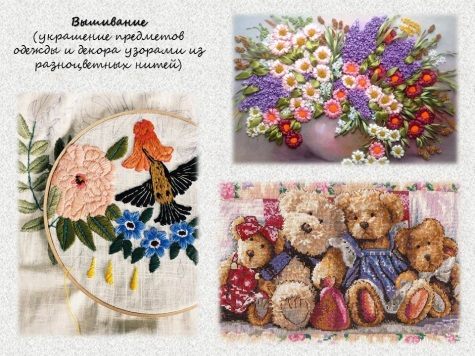 Вышивание
(украшение предметов
одежды и декора узорами из
разноцветных нитей)